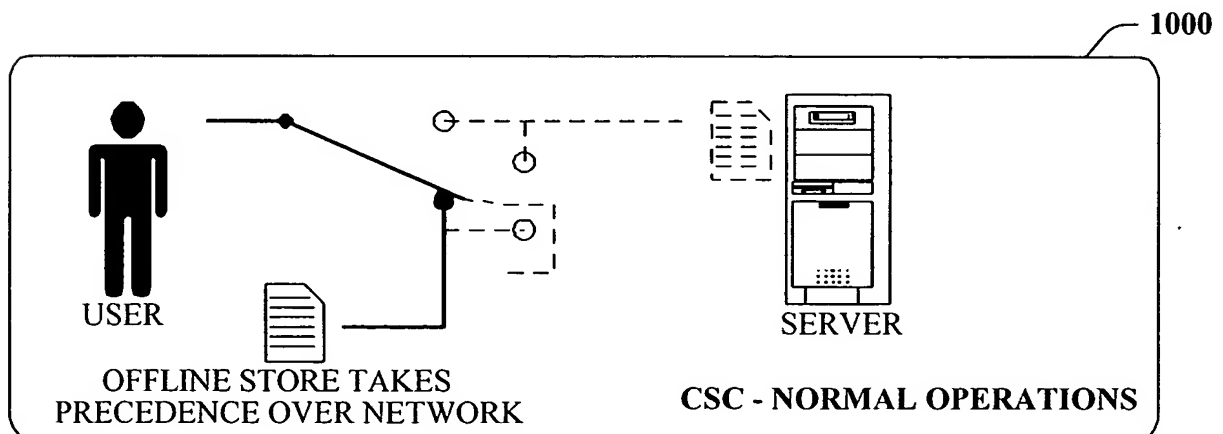 1000
USER
SERVER
OFFLINE STORE TAKES
PRECEDENCE OVER NETWORK
CSC - NORMAL OPERATIONS